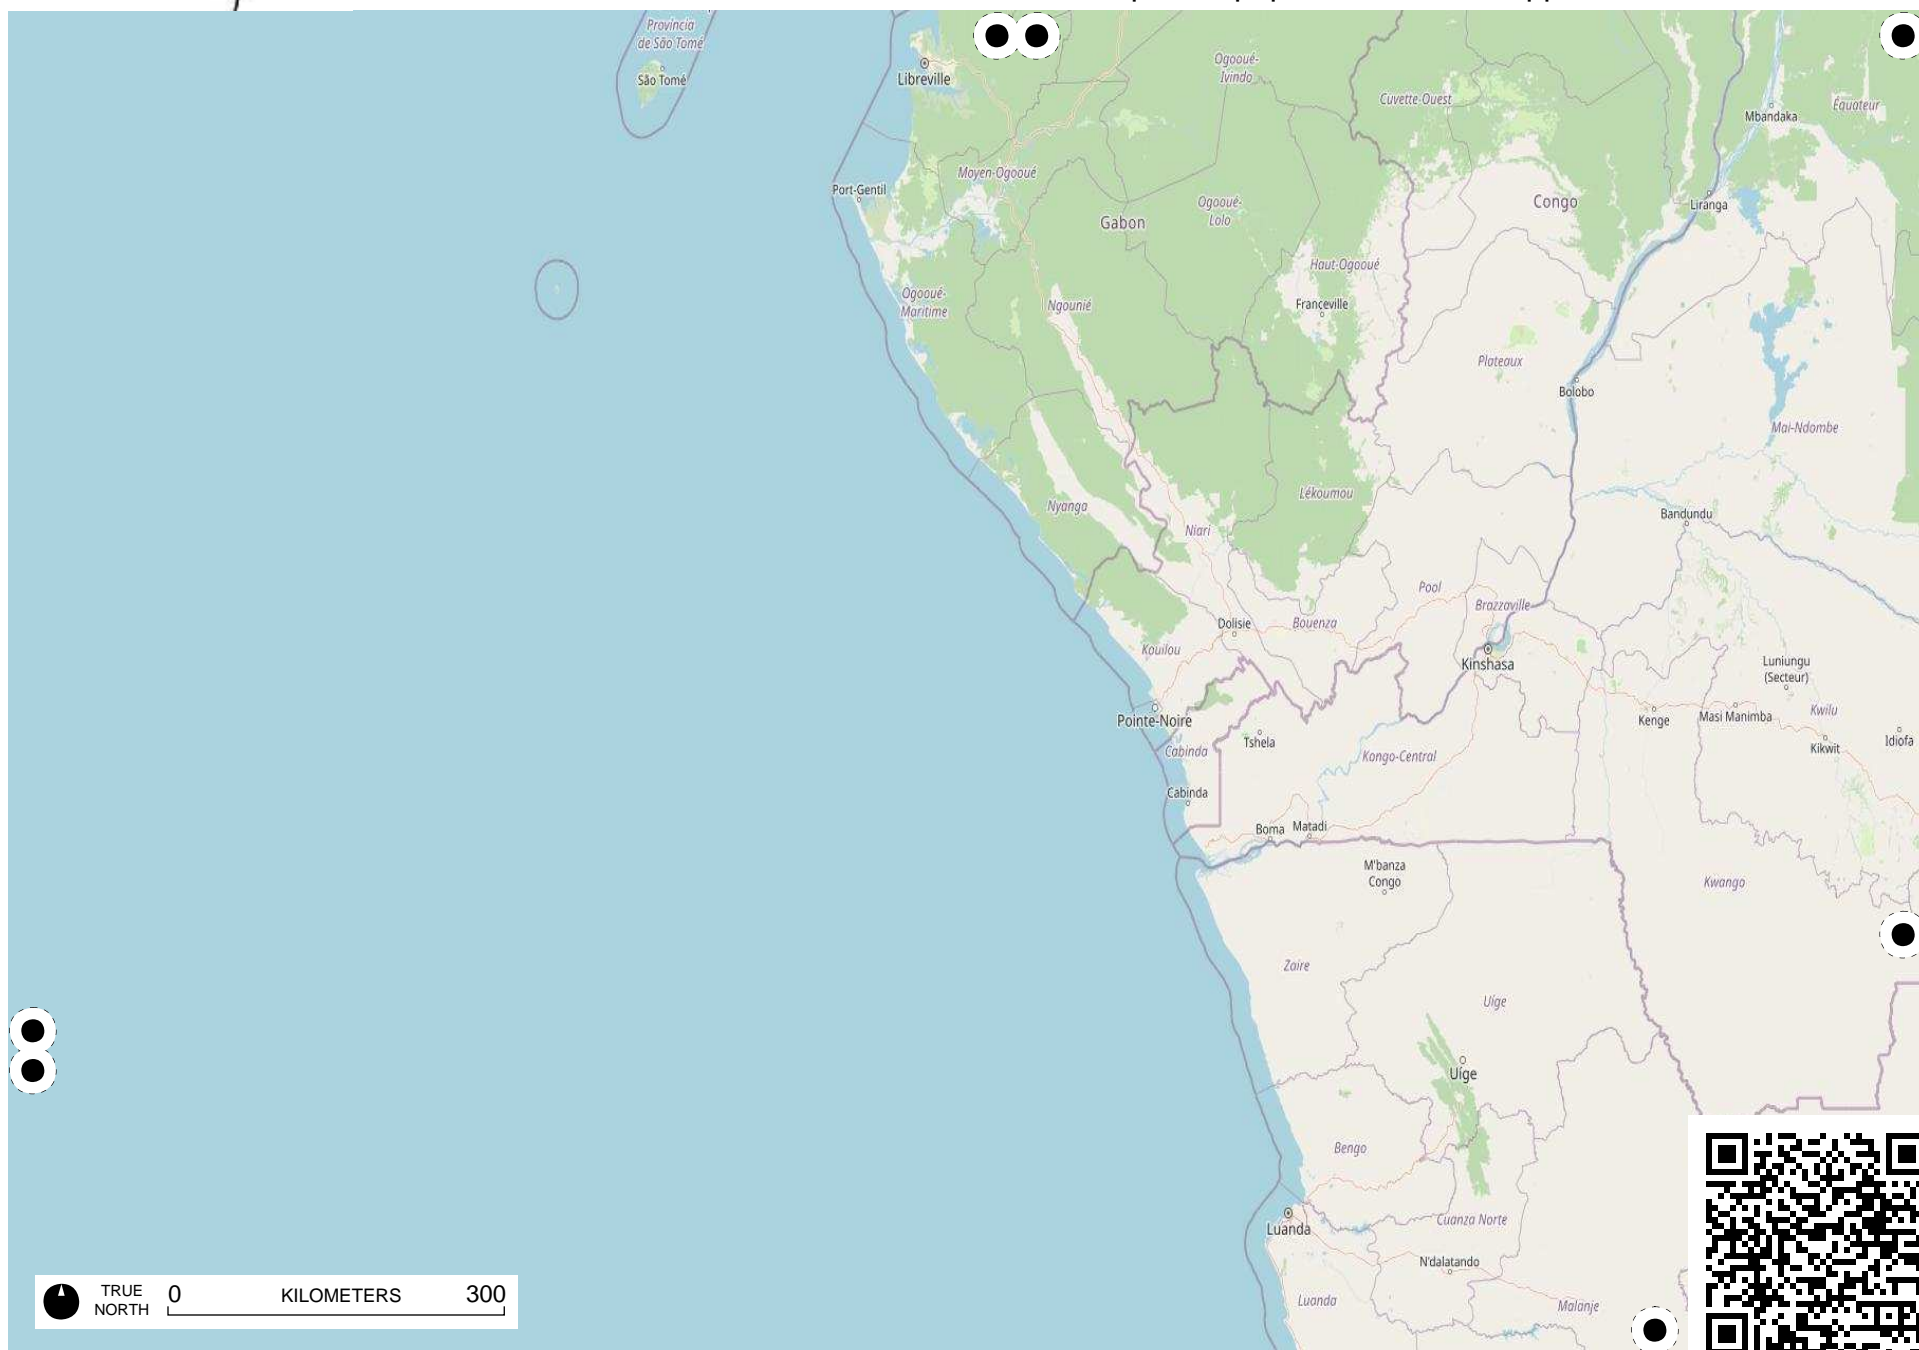 Província
de São Tomé
São Tomé
Libreville
Ogooué-
Ivindo
Cuvette-Ouest
Mbandaka
Équateur
Port-Gentil
Moyen-Ogooué
Gabon
Ogooué-
Lolo
Congo
Liranga
Haut-Ogooué
Franceville
Ogooué-
Maritime
Ngounié
Plateaux
Bolobo
Mai-Ndombe
Nyanga
Lékoumou
Niari
Bandundu
Pool
Brazzaville
Dolisie
Bouenza
Kouilou
Kinshasa
Luniungu
(Secteur)
Pointe-Noire
Kenge
Masi Manimba
Kwilu
Cabinda
Tshela
Kongo-Central
Kikwit
Idiofa
Cabinda
Boma
Matadi
M'banza
Congo
Kwango
Zaire
Uíge
Uíge
Bengo
Luanda
Cuanza Norte
N'dalatando
Luanda
Malanje
TRUE
NORTH
0 KILOMETERS 300